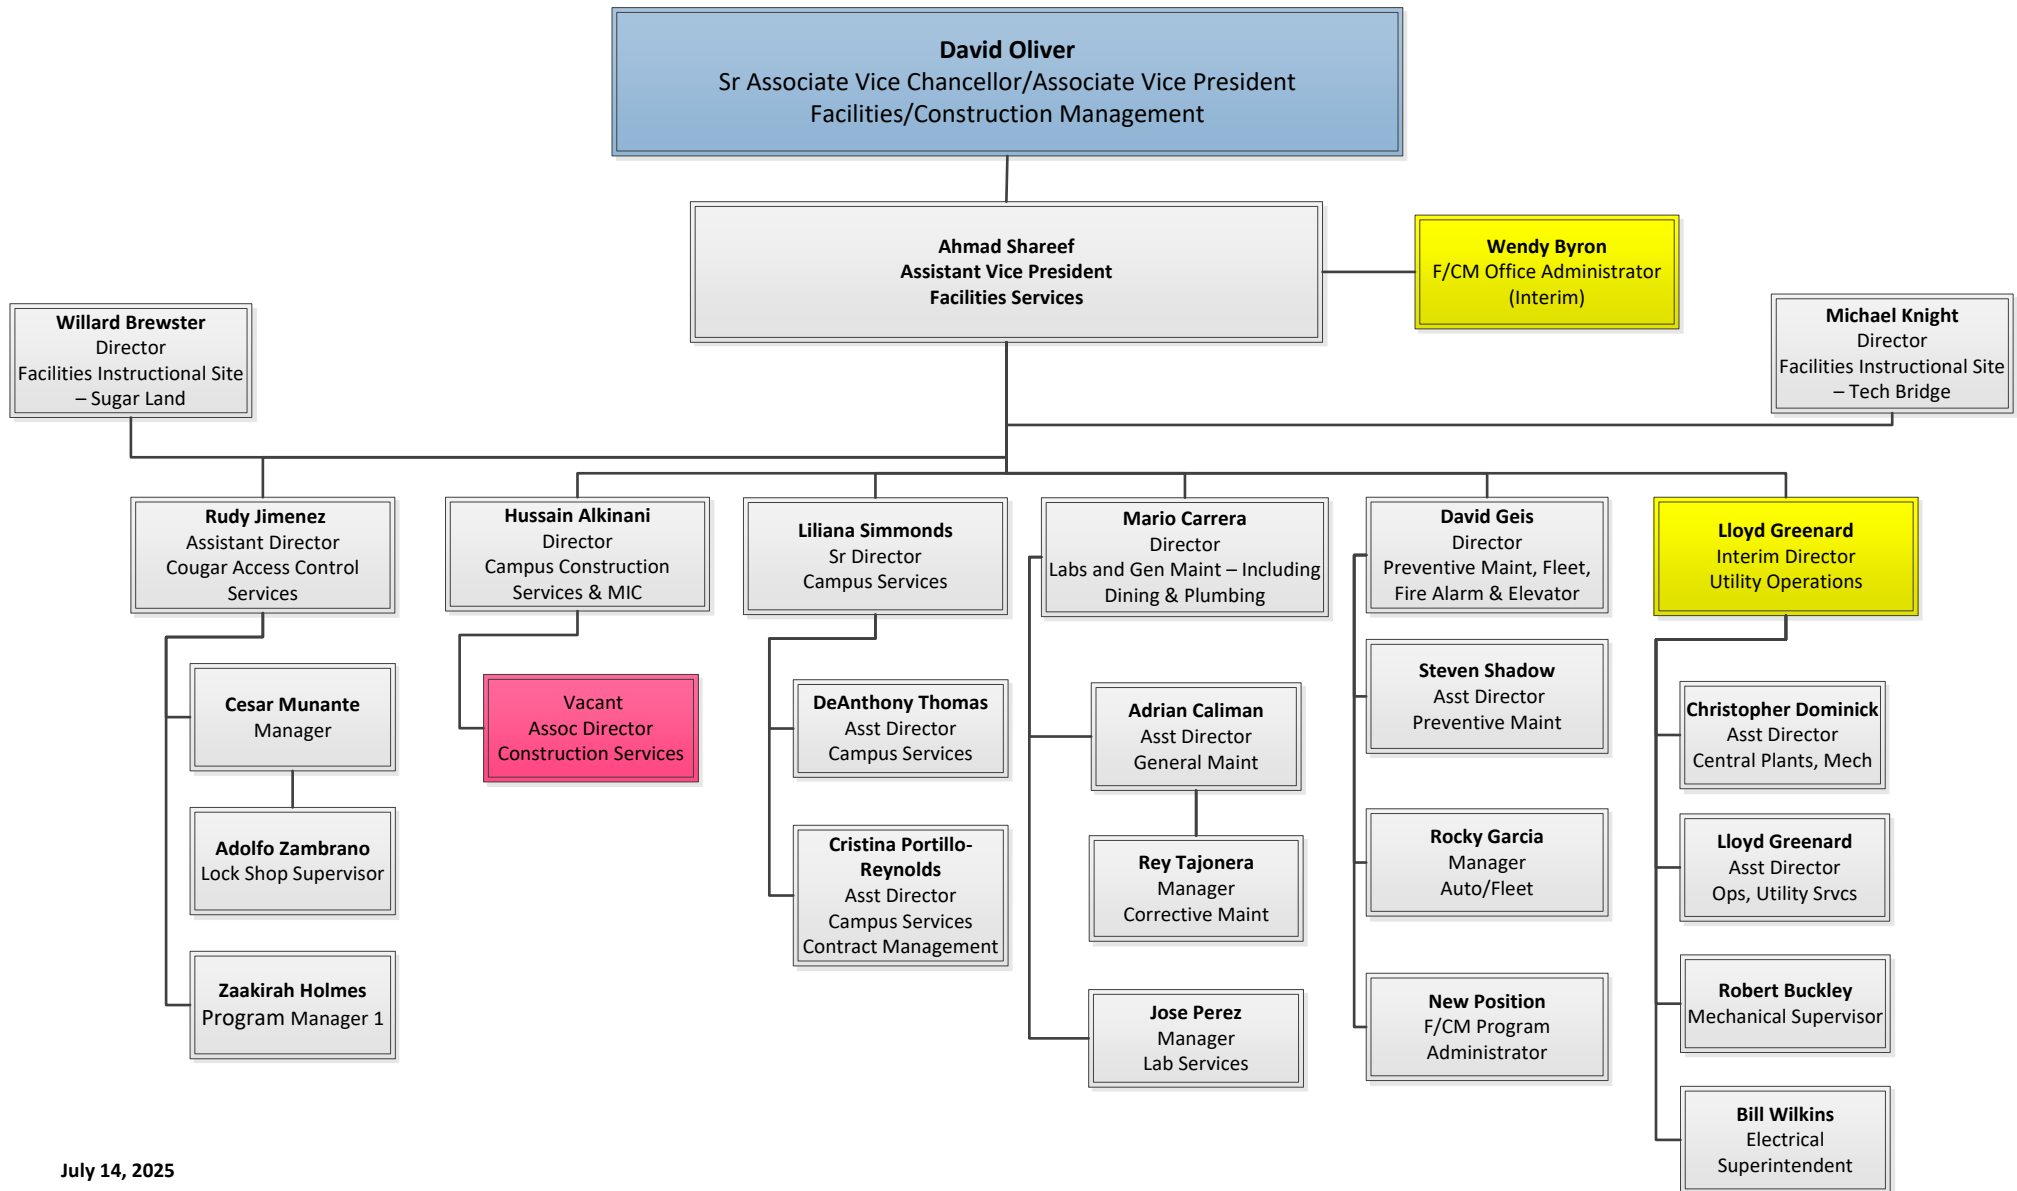 David Oliver
Sr Associate Vice Chancellor/Associate Vice President
Facilities/Construction Management
Ahmad Shareef
Assistant Vice President
Facilities Services
Wendy Byron
F/CM Office Administrator
(Interim)
Willard Brewster
Director
Facilities Instructional Site
– Sugar Land
Michael Knight
Director
Facilities Instructional Site
– Tech Bridge
Rudy Jimenez
Assistant Director
Cougar Access Control
Services
Hussain Alkinani
Director
Campus Construction
Services & MIC
Liliana Simmonds
Sr Director
Campus Services
Mario Carrera
Director
Labs and Gen Maint – Including
Dining & Plumbing
David Geis
Director
Preventive Maint, Fleet,
Fire Alarm & Elevator
Lloyd Greenard
Interim Director
Utility Operations
Cesar Munante
Manager
Adolfo Zambrano
Lock Shop Supervisor
Zaakirah Holmes
Program Manager 1
Vacant
Assoc Director
Construction Services
DeAnthony Thomas
Asst Director
Campus Services
Cristina Portillo-
Reynolds
Asst Director
Campus Services
Contract Management
Adrian Caliman
Asst Director
General Maint
Rey Tajonera
Manager
Corrective Maint
Jose Perez
Manager
Lab Services
Steven Shadow
Asst Director
Preventive Maint
Rocky Garcia
Manager
Auto/Fleet
New Position
F/CM Program
Administrator
Christopher Dominick
Asst Director
Central Plants, Mech
Lloyd Greenard
Asst Director
Ops, Utility Srvcs
Robert Buckley
Mechanical Supervisor
Bill Wilkins
Electrical
Superintendent
July 14, 2025